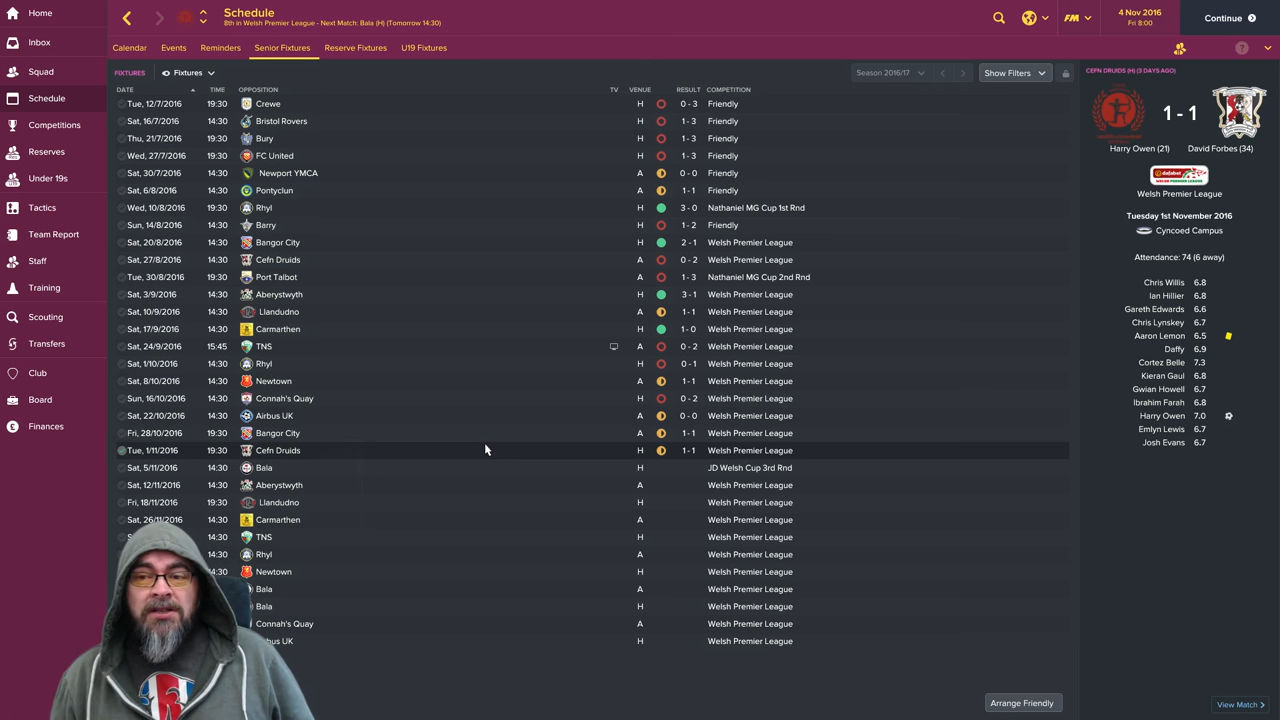 Home
Inbox
Squad
Schedule
Competitions
Reserves
Under 19s
Tactics
Team Report
Staff
Training
Scouting
Transfers
Club
Board
Finances
Schedule
8th in Welsh Premier League - Next Match: Bala (H) (Tomorrow 14:30)
FM
4 Nov 2016
Fri 8:00
Continue
Calendar Events Reminders Senior Fixtures Reserve Fixtures U19 Fixtures
FIXTURES Fixtures Season 2016/17 Show Filters
DATE TIME OPPOSITION TV VENUE RESULT COMPETITION
Tue, 12/7/2016 19:30 Crewe H 0 - 3 Friendly
Sat, 16/7/2016 14:30 Bristol Rovers H 1 - 3 Friendly
Thu, 21/7/2016 19:30 Bury H 1 - 3 Friendly
Wed, 27/7/2016 19:30 FC United H 1 - 3 Friendly
Sat, 30/7/2016 14:30 Newport YMCA A 0 - 0 Friendly
Sat, 6/8/2016 14:30 Pontyclun A 1 - 1 Friendly
Wed, 10/8/2016 19:30 Rhyl H 3 - 0 Nathaniel MG Cup 1st Rnd
Sun, 14/8/2016 14:30 Barry H 1 - 2 Friendly
Sat, 20/8/2016 14:30 Bangor City H 2 - 1 Welsh Premier League
Sat, 27/8/2016 14:30 Cefn Druids A 0 - 2 Welsh Premier League
Tue, 30/8/2016 19:30 Port Talbot A 1 - 3 Nathaniel MG Cup 2nd Rnd
Sat, 3/9/2016 14:30 Aberystwyth H 3 - 1 Welsh Premier League
Sat, 10/9/2016 14:30 Llandudno A 1 - 1 Welsh Premier League
Sat, 17/9/2016 14:30 Carmarthen H 1 - 0 Welsh Premier League
Sat, 24/9/2016 15:45 TNS A 0 - 2 Welsh Premier League
Sat, 1/10/2016 14:30 Rhyl H 0 - 1 Welsh Premier League
Sat, 8/10/2016 14:30 Newtown A 1 - 1 Welsh Premier League
Sun, 16/10/2016 14:30 Connah's Quay H 0 - 2 Welsh Premier League
Sat, 22/10/2016 14:30 Airbus UK A 0 - 0 Welsh Premier League
Fri, 28/10/2016 19:30 Bangor City A 1 - 1 Welsh Premier League
Tue, 1/11/2016 19:30 Cefn Druids H 1 - 1 Welsh Premier League
Sat, 5/11/2016 14:30 Bala H JD Welsh Cup 3rd Rnd
Sat, 12/11/2016 14:30 Aberystwyth A Welsh Premier League
Fri, 18/11/2016 19:30 Llandudno H Welsh Premier League
Sat, 26/11/2016 14:30 Carmarthen A Welsh Premier League
14:30 TNS H Welsh Premier League
14:30 Rhyl A Welsh Premier League
14:30 Newtown H Welsh Premier League
Bala A Welsh Premier League
Bala H Welsh Premier League
Connah's Quay A Welsh Premier League
UK H Welsh Premier League
Arrange Friendly
CEFN DRUIDS (H) (3 DAYS AGO)
1 - 1
Harry Owen (21) David Forbes (34)
dafabet
WELSH PREMIER LEAGUE
Welsh Premier League
Tuesday 1st November 2016
Cyncoed Campus
Attendance: 74 (6 away)
Chris Willis 6.8
Ian Hillier 6.8
Gareth Edwards 6.6
Chris Lynskey 6.7
Aaron Lemon 6.5
Daffy 6.9
Cortez Belle 7.3
Kieran Gaul 6.8
Gwian Howell 6.7
Ibrahim Farah 6.8
Harry Owen 7.0
Emlyn Lewis 6.7
Josh Evans 6.7
View Match